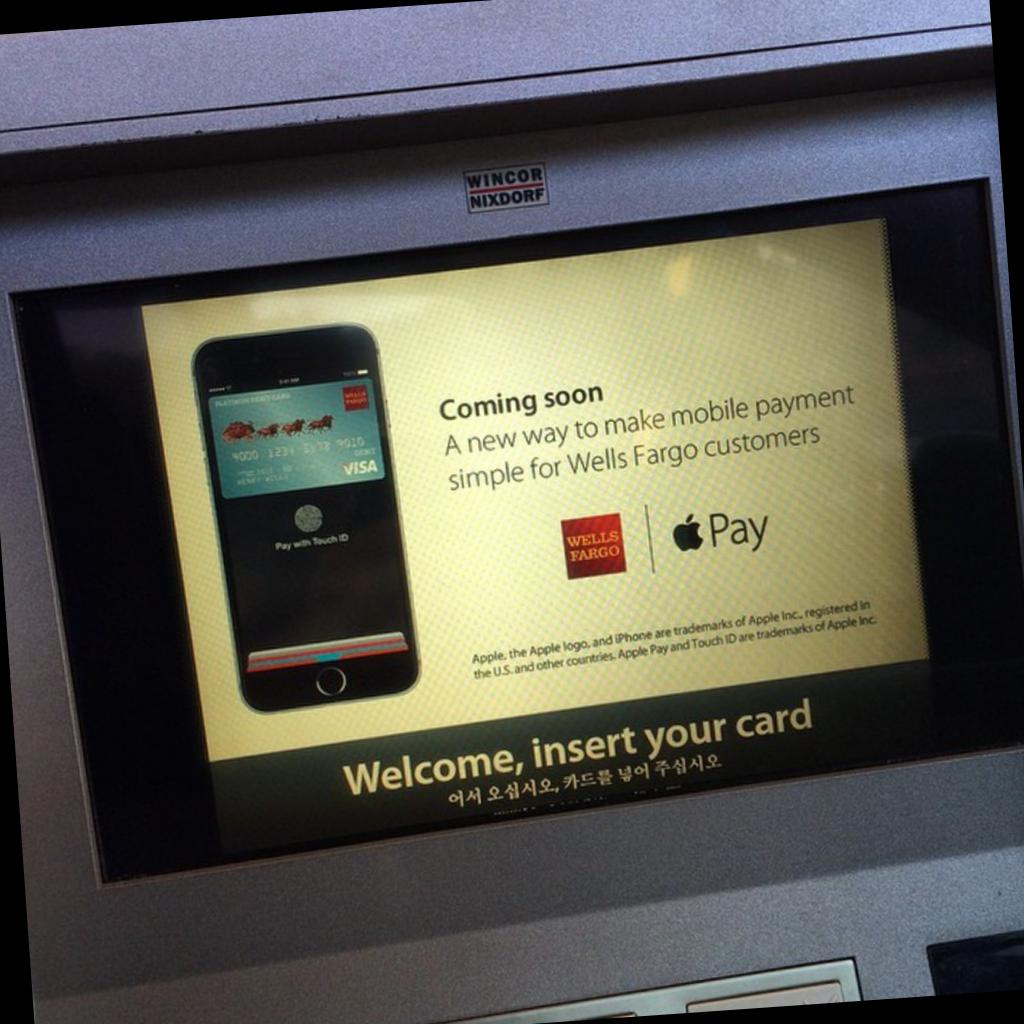 WINCOR
NIXDORF
9:41 AM
PLATINUM DEBIT CARD
WELLS
FARGO
9010
DEBIT
VISA
Pay with Touch ID
Coming soon
A new way to make mobile payment
simple for Wells Fargo customers
WELLS
FARGO
Pay
Apple, the Apple logo, and iPhone are trademarks of Apple Inc., registered in
the U.S. and other countries. Apple Pay and Touch ID are trademarks of Apple Inc.
Welcome, insert your card
어서 오십시오, 카드를 넣어 주십시오